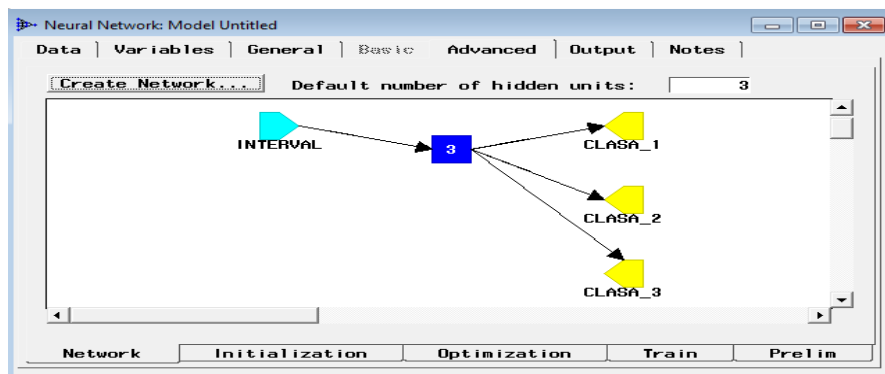 Neural Network: Model Untitled
Data Variables General Basic Advanced Output Notes
Create Network... Default number of hidden units: 3
INTERVAL 3 CLASA_1
CLASA_2
CLASA_3
Network Initialization Optimization Train Prelim